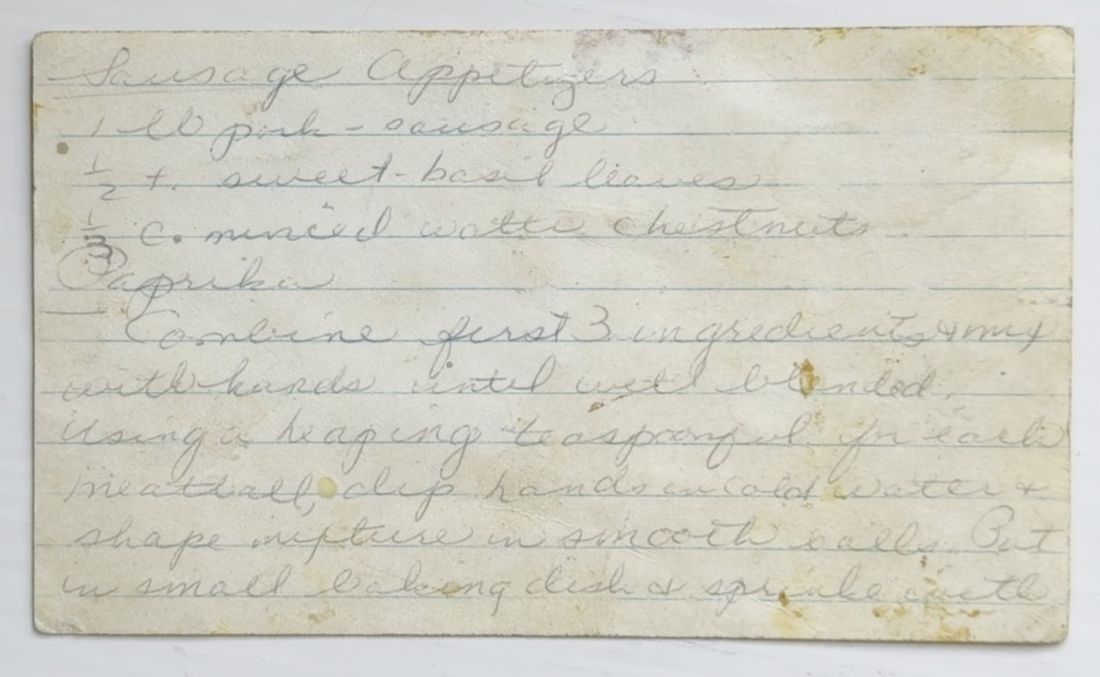 Sausage Appetizers
1 lb pork-sausage
1/2 t. sweet-basil leaves
1/3 c. minced water chestnuts
Paprika
Combine first 3 ingredients & mix
with hands until well blended.
Using a heaping teaspoonful for each
meatball, dip hands in cold water &
shape mixture in smooth balls. Put
in small baking dish & sprinkle with